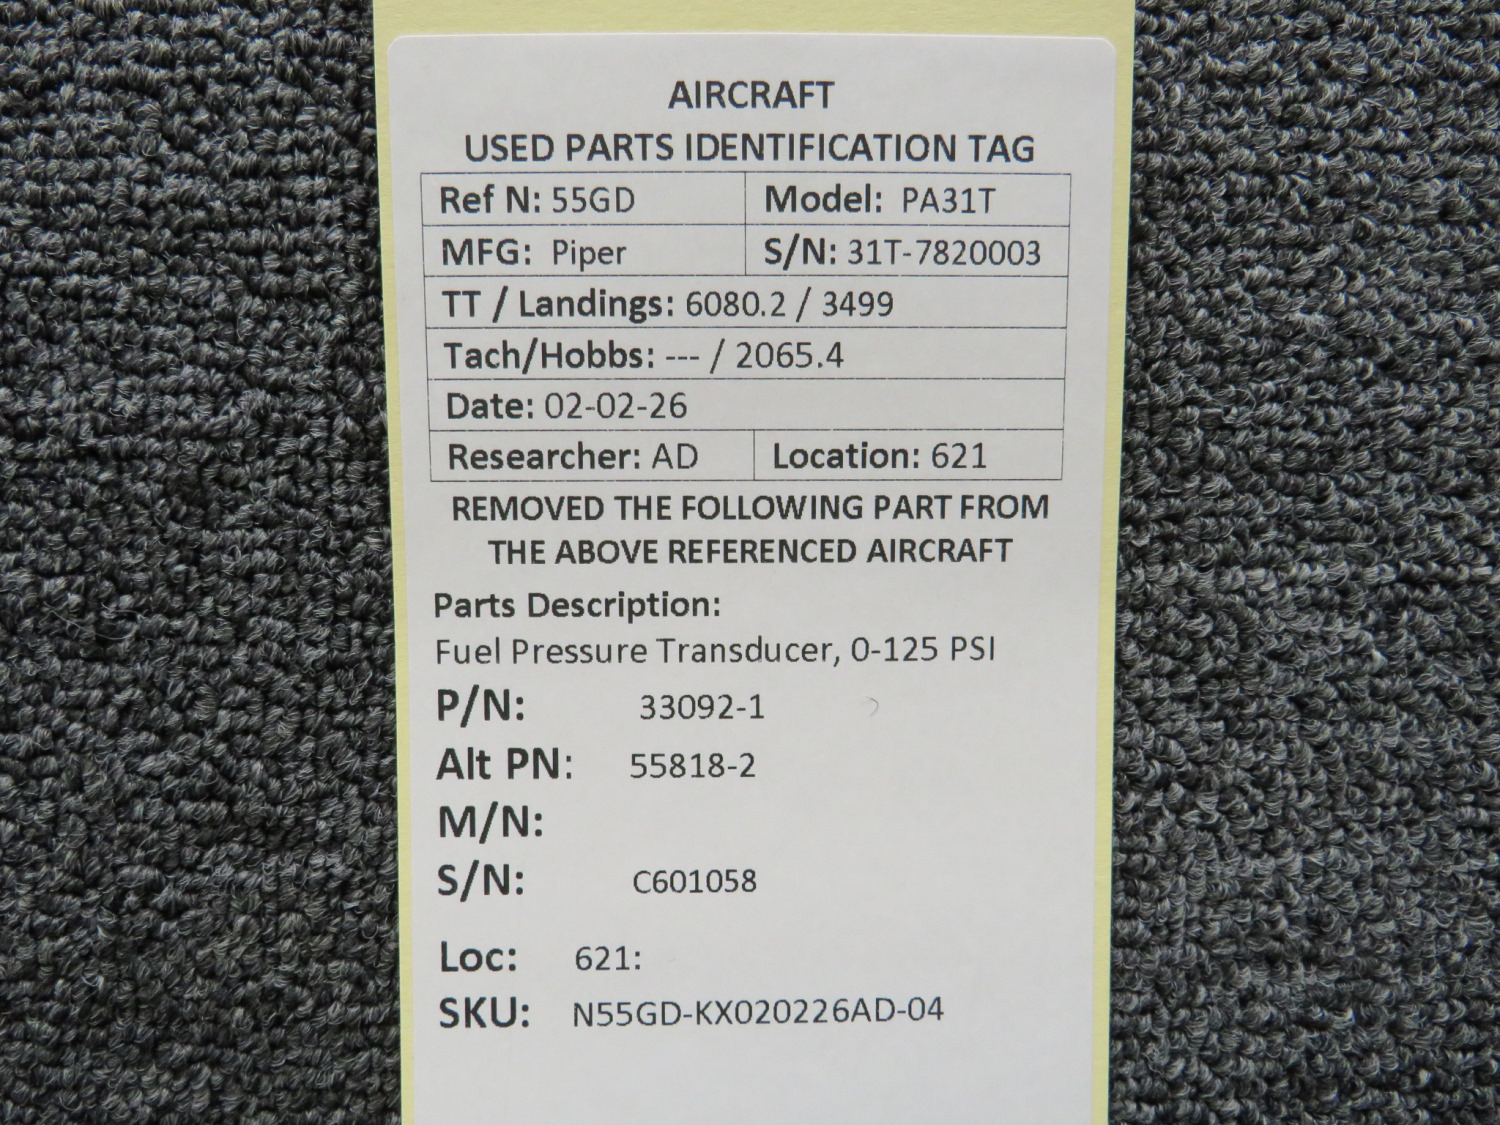 AIRCRAFT
USED PARTS IDENTIFICATION TAG
Ref N: 55GD Model: PA31T
MFG: Piper S/N: 31T-7820003
TT / Landings: 6080.2 / 3499
Tach/Hobbs: --- / 2065.4
Date: 02-02-26
Researcher: AD Location: 621
REMOVED THE FOLLOWING PART FROM
THE ABOVE REFERENCED AIRCRAFT
Parts Description:
Fuel Pressure Transducer, 0-125 PSI
P/N: 33092-1
Alt PN: 55818-2
M/N:
S/N: C601058
Loc: 621:
SKU: N55GD-KX020226AD-04